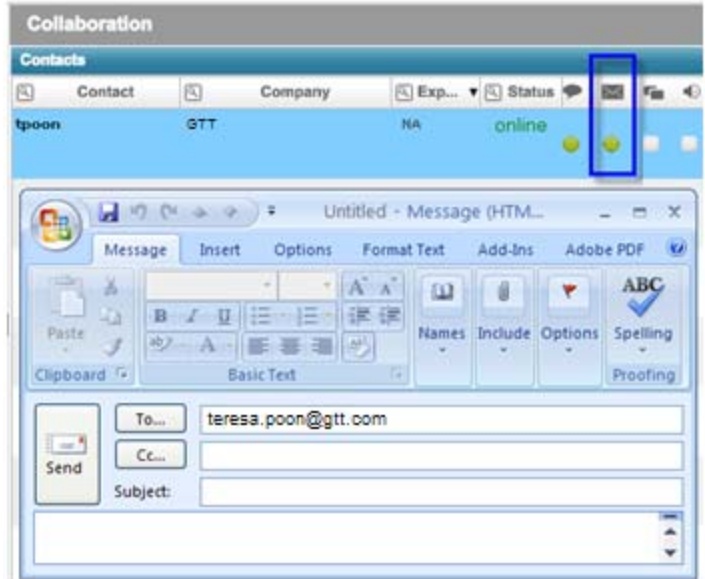 Collaboration
Contacts
Contact Company Exp... Status
tpoon GTT NA online
Untitled - Message (HTM...
Message Insert Options Format Text Add-Ins Adobe PDF
Paste B I U A A A ab Names Include Options ABC Spelling
Clipboard Basic Text Proofing
To... teresa.poon@gtt.com
Cc...
Send
Subject: